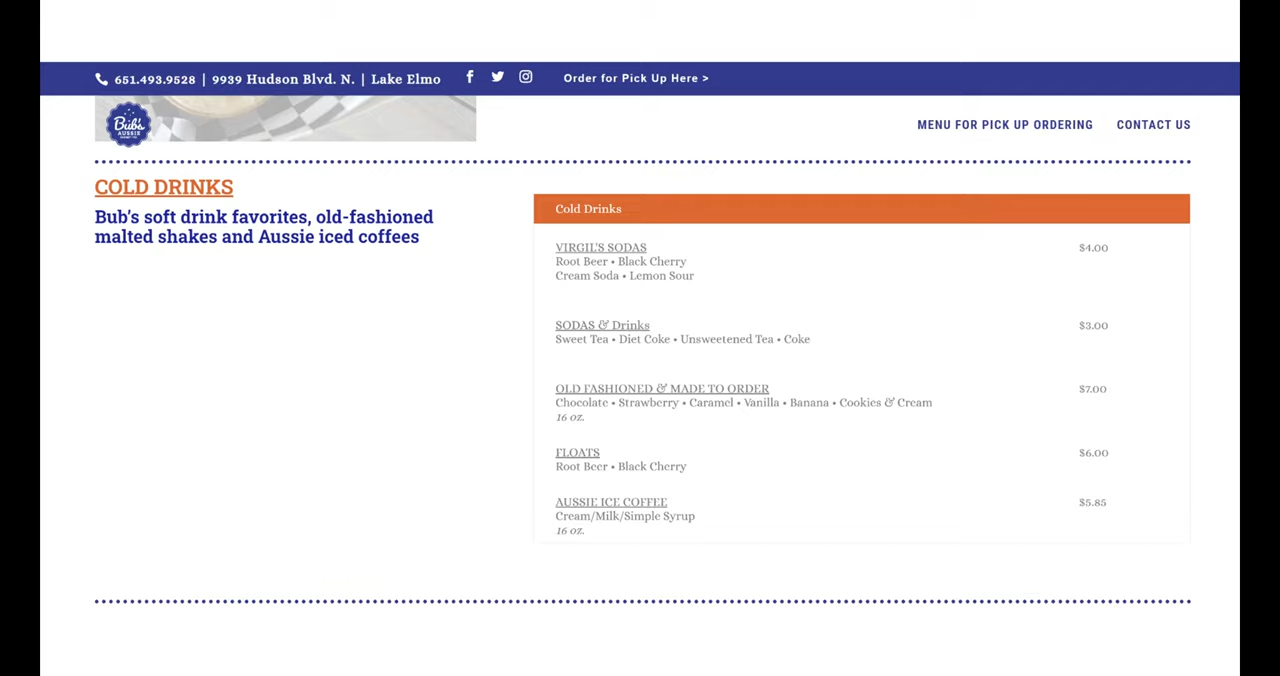 651.493.9528 | 9939 Hudson Blvd. N. | Lake Elmo
Order for Pick Up Here >
Bub's
AUSSIE
MENU FOR PICK UP ORDERING
CONTACT US
COLD DRINKS
Bub's soft drink favorites, old-fashioned
malted shakes and Aussie iced coffees
Cold Drinks
VIRGIL'S SODAS $4.00
Root Beer • Black Cherry
Cream Soda • Lemon Sour
SODAS & Drinks $3.00
Sweet Tea • Diet Coke • Unsweetened Tea • Coke
OLD FASHIONED & MADE TO ORDER $7.00
Chocolate • Strawberry • Caramel • Vanilla • Banana • Cookies & Cream
16 oz.
FLOATS $6.00
Root Beer • Black Cherry
AUSSIE ICE COFFEE $5.85
Cream/Milk/Simple Syrup
16 oz.